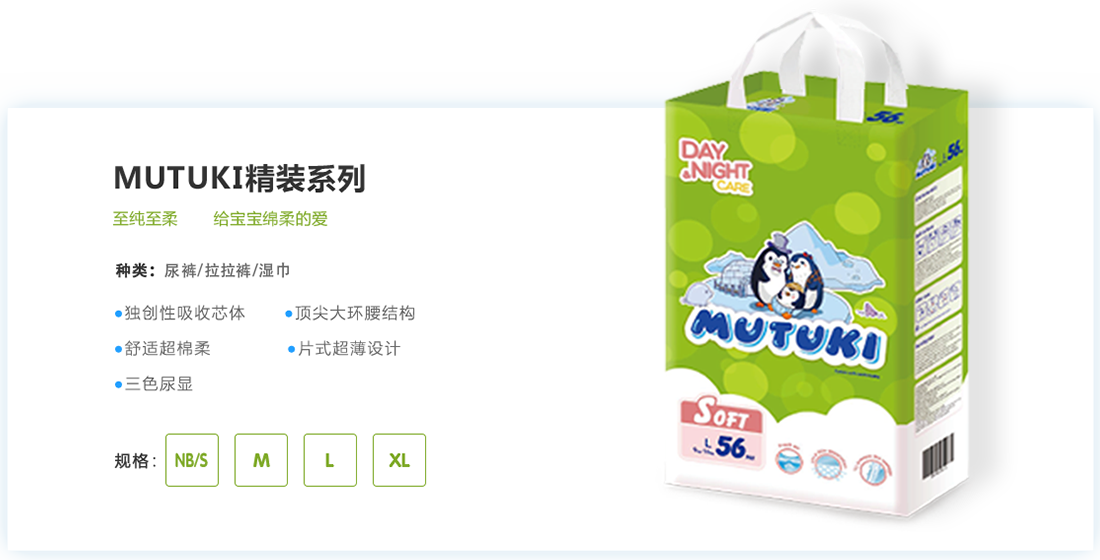 MUTUKI精装系列
至纯至柔 给宝宝绵柔的爱
种类：尿裤/拉拉裤/湿巾
●独创性吸收芯体 ●顶尖大环腰结构
●舒适超棉柔 ●片式超薄设计
●三色尿显
规格： NB/S M L XL
56
DAY
&NIGHT
CARE
MUTUKI
SOFT
L 56
L 56